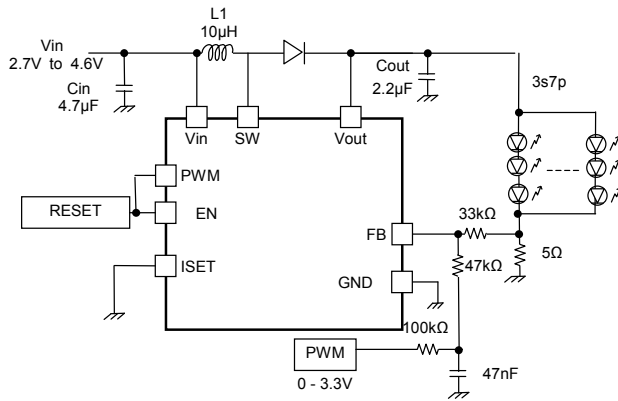 L1
10µH
Vin
2.7V to 4.6V
Cin
4.7µF
Cout
2.2µF
3s7p
Vin
SW
Vout
PWM
RESET
EN
FB
33kΩ
ISET
47kΩ
5Ω
GND
100kΩ
PWM
47nF
0 - 3.3V